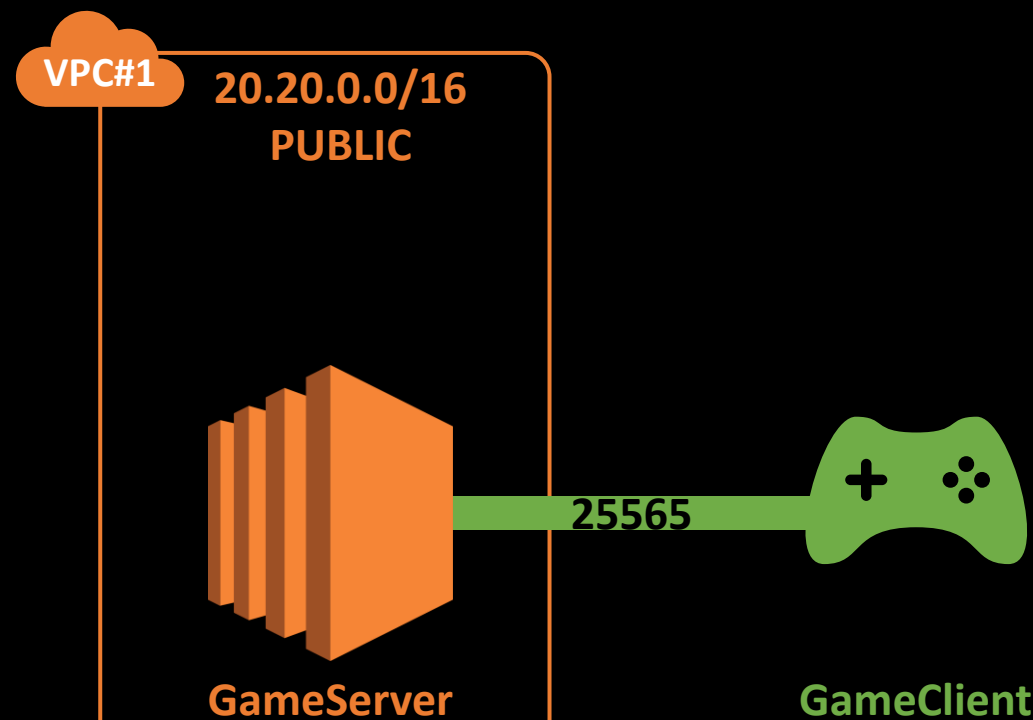 VPC#1
20.20.0.0/16
PUBLIC
25565
GameServer
GameClient